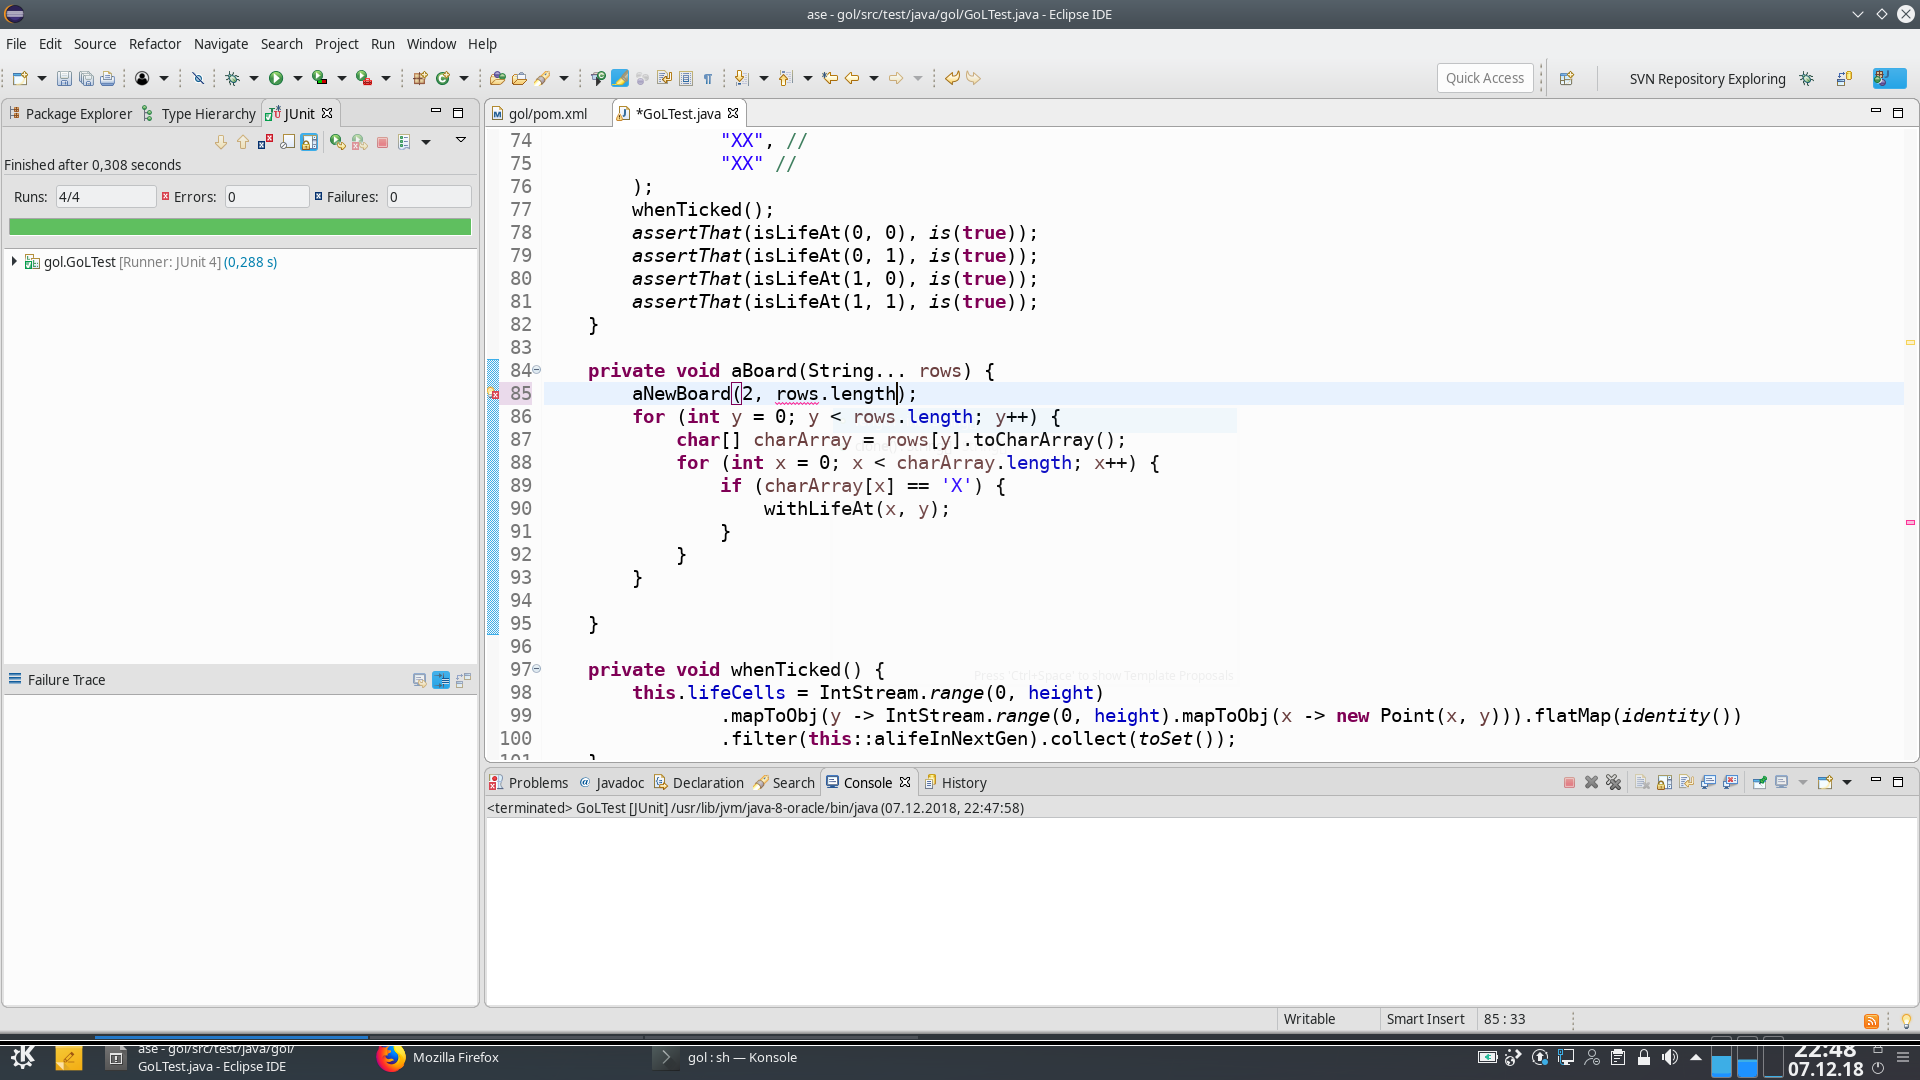 ase - gol/src/test/java/gol/GoLTest.java - Eclipse IDE
File Edit Source Refactor Navigate Search Project Run Window Help
Quick Access
SVN Repository Exploring
Package Explorer Type Hierarchy JUnit
Finished after 0,308 seconds
Runs: 4/4 Errors: 0 Failures: 0
gol.GoLTest [Runner: JUnit 4] (0,288 s)
Failure Trace
gol/pom.xml *GoLTest.java
74 "XX", //
75 "XX" //
76 );
77 whenTicked();
78 assertThat(isLifeAt(0, 0), is(true));
79 assertThat(isLifeAt(0, 1), is(true));
80 assertThat(isLifeAt(1, 0), is(true));
81 assertThat(isLifeAt(1, 1), is(true));
82 }
83
84 private void aBoard(String... rows) {
85 aNewBoard(2, rows.length);
86 for (int y = 0; y < rows.length; y++) {
87 char[] charArray = rows[y].toCharArray();
88 for (int x = 0; x < charArray.length; x++) {
89 if (charArray[x] == 'X') {
90 withLifeAt(x, y);
91 }
92 }
93 }
94
95 }
96
97 private void whenTicked() {
Press 'Ctrl+Space' to show Template Proposals
98 this.lifeCells = IntStream.range(0, height)
99 .mapToObj(y -> IntStream.range(0, height).mapToObj(x -> new Point(x, y))).flatMap(identity())
100 .filter(this::alifeInNextGen).collect(toSet());
101 }
Problems Javadoc Declaration Search Console History
<terminated> GoLTest [JUnit] /usr/lib/jvm/java-8-oracle/bin/java (07.12.2018, 22:47:58)
Writable Smart Insert 85 : 33
ase - gol/src/test/java/gol/
GoLTest.java - Eclipse IDE
Mozilla Firefox
gol : sh — Konsole
22:48
07.12.18